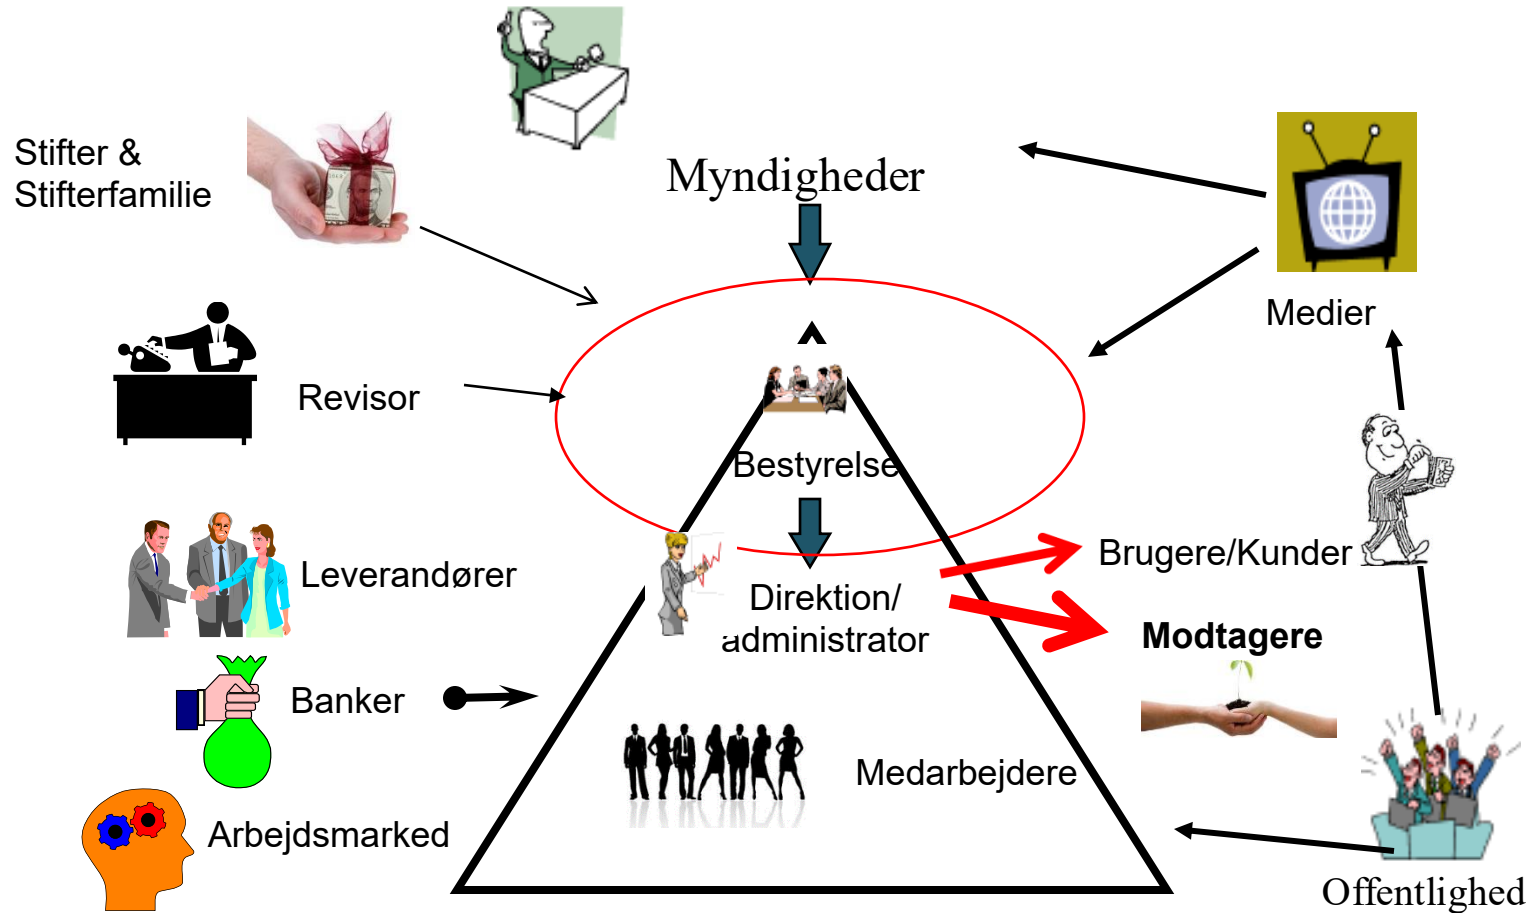 Stifter &
Stifterfamilie
Myndigheder
Medier
Revisor
Bestyrelse
Leverandører
Brugere/Kunder
Direktion/
administrator
Modtagere
Banker
Medarbejdere
Arbejdsmarked
Offentlighed